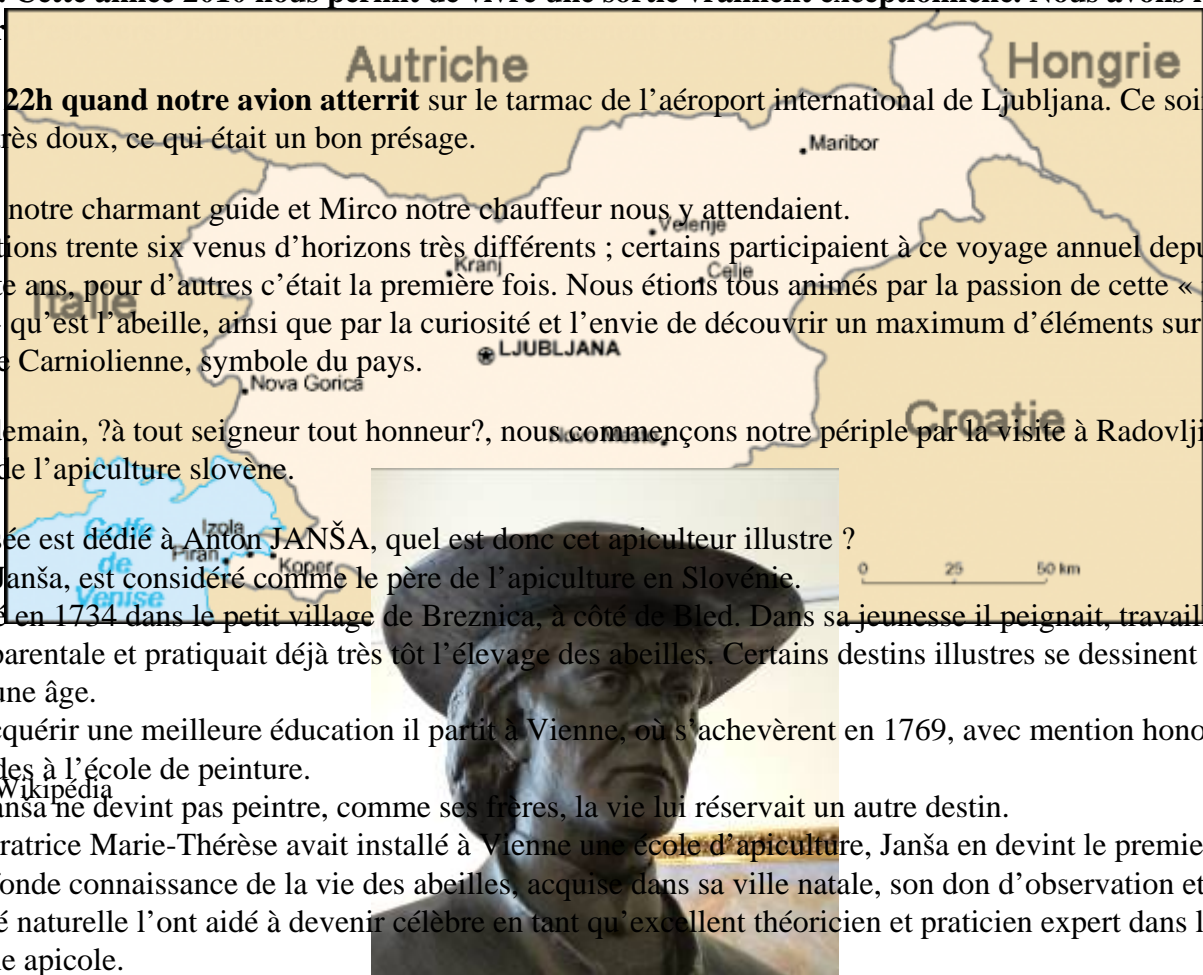 . Cette année 2010 nous permit de vivre une sortie vraiment exceptionnelle. Nous avons
Autriche
Hongrie
22h quand notre avion atterrit sur le tarmac de l’aéroport international de Ljubljana. Ce soi
rès doux, ce qui était un bon présage.
Maribor
notre charmant guide et Mirco notre chauffeur nous y attendaient.
Velenje
tions trente six venus d’horizons très différents ; certains participaient à ce voyage annuel depu
Kranj
Celje
te ans, pour d’autres c’était la première fois. Nous étions tous animés par la passion de cette «
Italie
qu’est l’abeille, ainsi que par la curiosité et l’envie de découvrir un maximum d’éléments sur
LJUBLJANA
e Carniolienne, symbole du pays.
Nova Gorica
Croatie
lemain, ?à tout seigneur tout honneur?, nous commençons notre périple par la visite à Radovlji
Novo Mesto
de l’apiculture slovène.
Golfe
de
Venise
Izola
Piran
Koper
sée est dédié à Anton JANŠA, quel est donc cet apiculteur illustre ?
Janša, est considéré comme le père de l’apiculture en Slovénie.
0 25 50 km
é en 1734 dans le petit village de Breznica, à côté de Bled. Dans sa jeunesse il peignait, travail
parentale et pratiquait déjà très tôt l’élevage des abeilles. Certains destins illustres se dessinent
une âge.
cquérir une meilleure éducation il partit à Vienne, où s’achevèrent en 1769, avec mention hono
des à l’école de peinture.
Wikipédia
anša ne devint pas peintre, comme ses frères, la vie lui réservait un autre destin.
ratrice Marie-Thérèse avait installé à Vienne une école d’apiculture, Janša en devint le premie
fonde connaissance de la vie des abeilles, acquise dans sa ville natale, son don d’observation et
é naturelle l’ont aidé à devenir célèbre en tant qu’excellent théoricien et praticien expert dans l
e apicole.